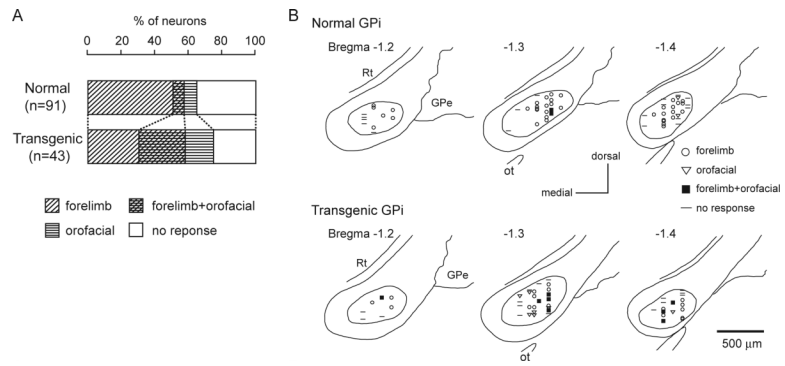 A
% of neurons
0 20 40 60 80 100
Normal
(n=91)
Transgenic
(n=43)
forelimb
forelimb+orofacial
orofacial
no reponse
B
Normal GPi
Bregma -1.2
-1.3
-1.4
Rt
GPe
ot
dorsal
medial
forelimb
orofacial
forelimb+orofacial
no response
Transgenic GPi
Bregma -1.2
-1.3
-1.4
Rt
GPe
ot
500 μm